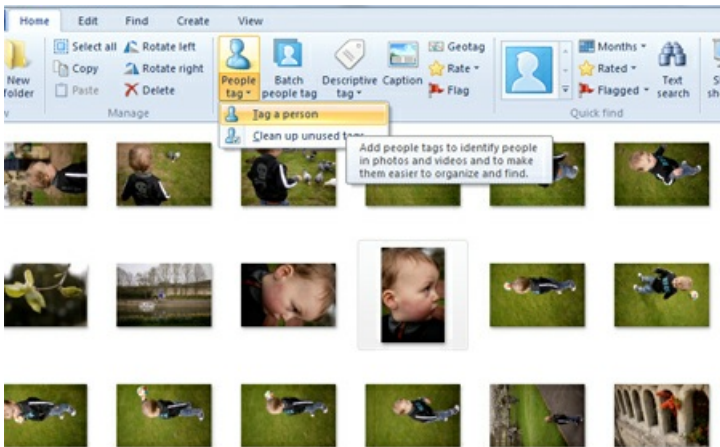 Home Edit Find Create View
Select all Rotate left
Copy Rotate right
Paste Delete
New
folder
Manage
People
tag
Batch
people tag
Descriptive
tag
Caption
Geotag
Rate
Flag
Months
Rated
Flagged
Text
search
Quick find
Tag a person
Clean up unused tags
Add people tags to identify people
in photos and videos and to make
them easier to organize and find.